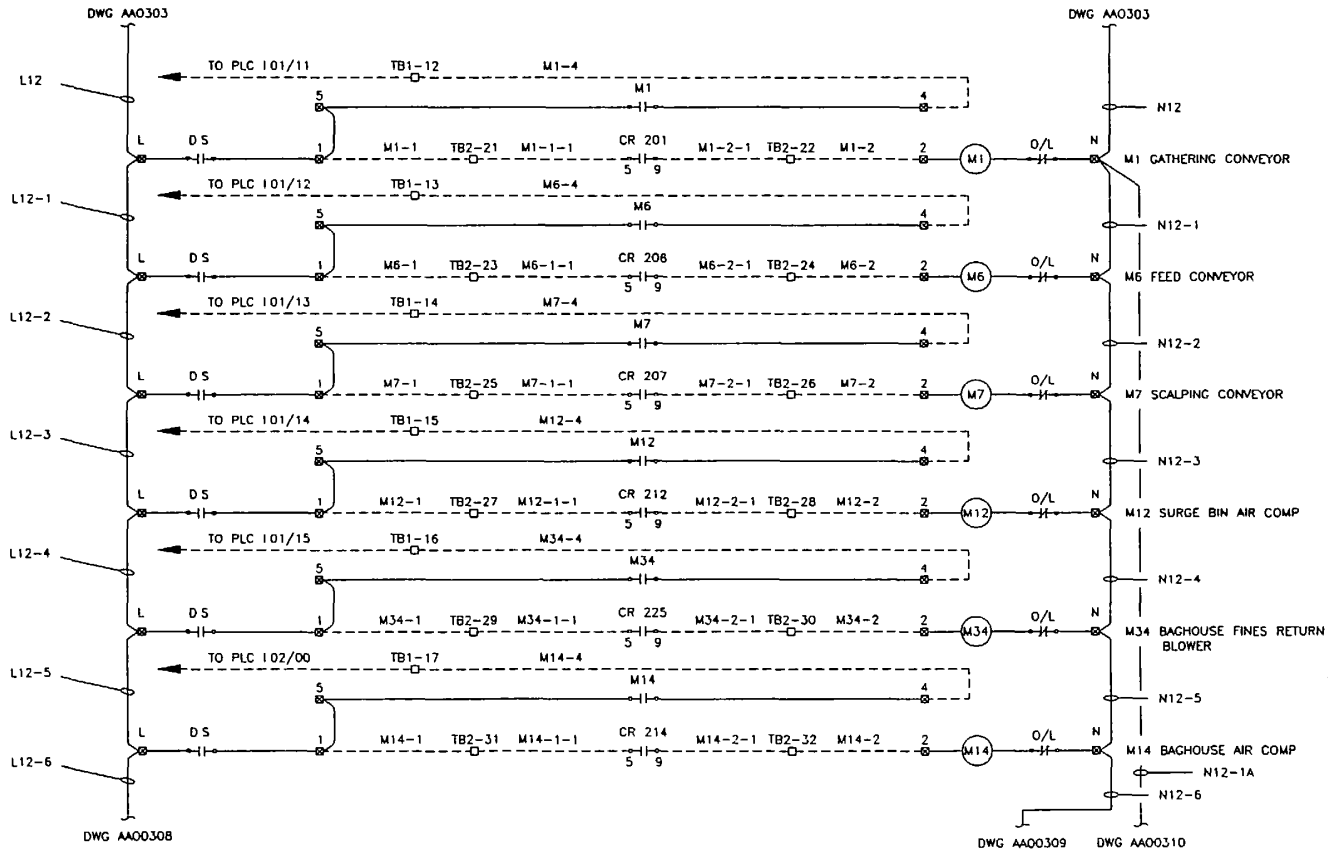 DWG AA0303 DWG AA0303
TO PLC I01/11 TB1-12 M1-4
L12 5 M1 4 N12
L DS 1 M1-1 TB2-21 M1-1-1 CR 201 M1-2-1 TB2-22 M1-2 2 M1 O/L N M1 GATHERING CONVEYOR
5 9
TO PLC I01/12 TB1-13 M6-4
L12-1 5 M6 4 N12-1
L DS 1 M6-1 TB2-23 M6-1-1 CR 206 M6-2-1 TB2-24 M6-2 2 M6 O/L N M6 FEED CONVEYOR
5 9
TO PLC I01/13 TB1-14 M7-4
L12-2 5 M7 4 N12-2
L DS 1 M7-1 TB2-25 M7-1-1 CR 207 M7-2-1 TB2-26 M7-2 2 M7 O/L N M7 SCALPING CONVEYOR
5 9
TO PLC I01/14 TB1-15 M12-4
L12-3 5 M12 4 N12-3
L DS 1 M12-1 TB2-27 M12-1-1 CR 212 M12-2-1 TB2-28 M12-2 2 M12 O/L N M12 SURGE BIN AIR COMP
5 9
TO PLC I01/15 TB1-16 M34-4
L12-4 5 M34 4 N12-4
L DS 1 M34-1 TB2-29 M34-1-1 CR 225 M34-2-1 TB2-30 M34-2 2 M34 O/L N M34 BAGHOUSE FINES RETURN
5 9 BLOWER
TO PLC I02/00 TB1-17 M14-4
L12-5 5 M14 4 N12-5
L DS 1 M14-1 TB2-31 M14-1-1 CR 214 M14-2-1 TB2-32 M14-2 2 M14 O/L N M14 BAGHOUSE AIR COMP
5 9
L12-6 N12-1A
N12-6
DWG AA00308 DWG AA00309 DWG AA00310